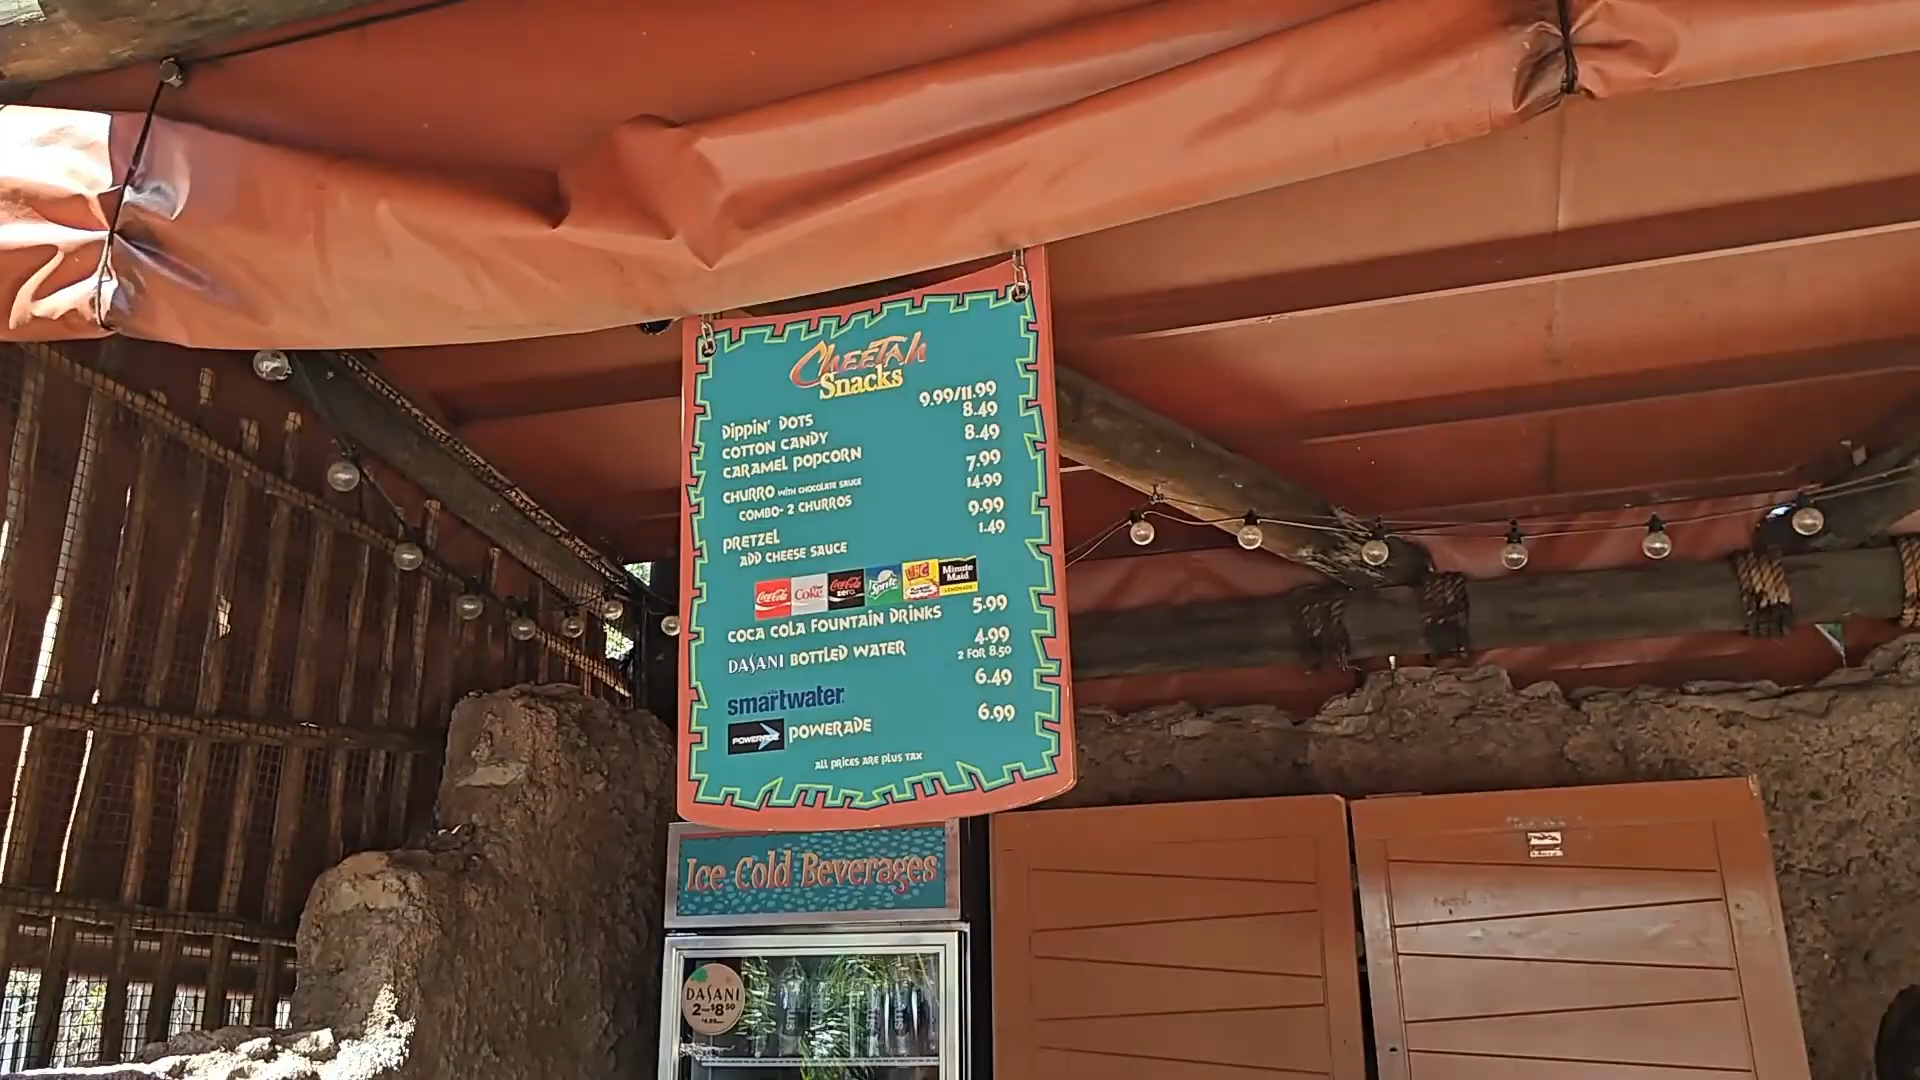 Cheetah
Snacks
Dippin' Dots 9.99/11.99
Cotton Candy 8.49
Caramel Popcorn 8.49
Churro with chocolate sauce 7.99
Combo- 2 Churros 14.99
Pretzel 9.99
Add Cheese Sauce 1.49
Coca-Cola Coke Coca-Cola zero Sprite Minute Maid LEMONADE
Coca Cola Fountain Drinks 5.99
DASANI Bottled Water 4.99
2 for 8.50
smartwater 6.49
POWERADE Powerade 6.99
All prices are plus tax
Ice Cold Beverages
DASANI
2 $8 50